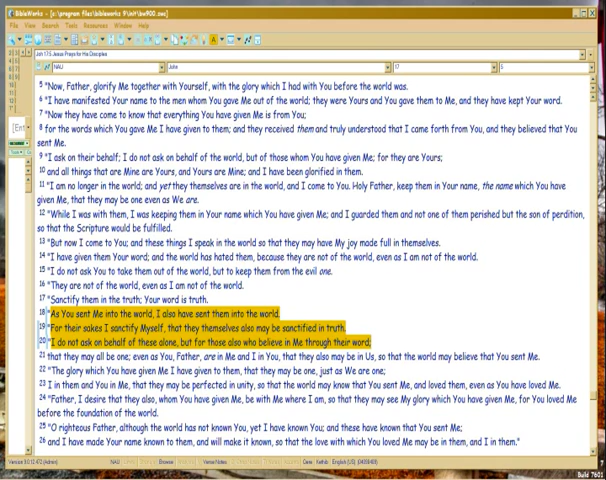 BibleWorks - [c:\program files\bibleworks 9\init\bw900.swc]
File View Search Tools Resources Window Help
Joh 17:5 Jesus Prays for His Disciples
NAU John 17 5
[Ent
5 "Now, Father, glorify Me together with Yourself, with the glory which I had with You before the world was.
6 "I have manifested Your name to the men whom You gave Me out of the world; they were Yours and You gave them to Me, and they have kept Your word.
7 "Now they have come to know that everything You have given Me is from You;
8 for the words which You gave Me I have given to them; and they received them and truly understood that I came forth from You, and they believed that You
sent Me.
9 "I ask on their behalf; I do not ask on behalf of the world, but of those whom You have given Me; for they are Yours;
10 and all things that are Mine are Yours, and Yours are Mine; and I have been glorified in them.
11 "I am no longer in the world; and yet they themselves are in the world, and I come to You. Holy Father, keep them in Your name, the name which You have
given Me, that they may be one even as We are.
12 "While I was with them, I was keeping them in Your name which You have given Me; and I guarded them and not one of them perished but the son of perdition,
so that the Scripture would be fulfilled.
13 "But now I come to You; and these things I speak in the world so that they may have My joy made full in themselves.
14 "I have given them Your word; and the world has hated them, because they are not of the world, even as I am not of the world.
15 "I do not ask You to take them out of the world, but to keep them from the evil one.
16 "They are not of the world, even as I am not of the world.
17 "Sanctify them in the truth; Your word is truth.
18 "As You sent Me into the world, I also have sent them into the world.
19 "For their sakes I sanctify Myself, that they themselves also may be sanctified in truth.
20 "I do not ask on behalf of these alone, but for those also who believe in Me through their word;
21 that they may all be one; even as You, Father, are in Me and I in You, that they also may be in Us, so that the world may believe that You sent Me.
22 "The glory which You have given Me I have given to them, that they may be one, just as We are one;
23 I in them and You in Me, that they may be perfected in unity, so that the world may know that You sent Me, and loved them, even as You have loved Me.
24 "Father, I desire that they also, whom You have given Me, be with Me where I am, so that they may see My glory which You have given Me, for You loved Me
before the foundation of the world.
25 "O righteous Father, although the world has not known You, yet I have known You; and these have known that You sent Me;
26 and I have made Your name known to them, and will make it known, so that the love with which You loved Me may be in them, and I in them."
NAU Browse Verse Notes Case
Build 7601